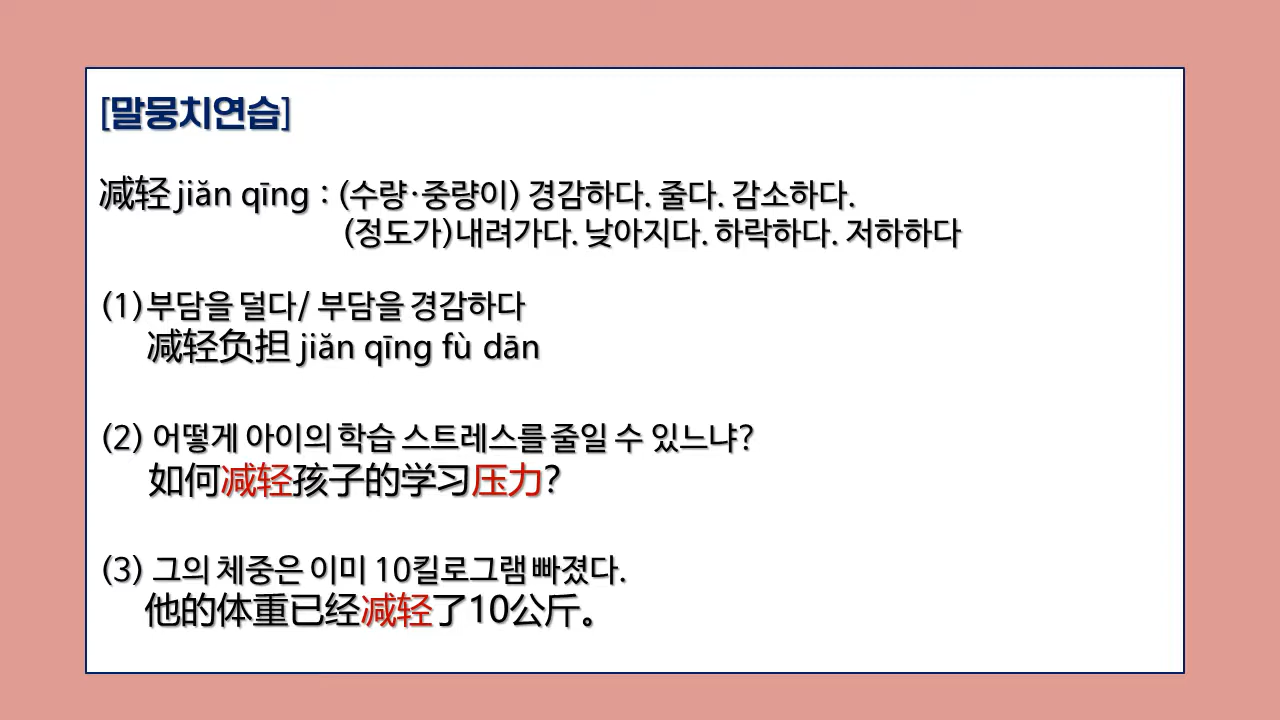 [말뭉치연습]
减轻 jiǎn qīng : (수량·중량이) 경감하다. 줄다. 감소하다.
(정도가)내려가다. 낮아지다. 하락하다. 저하하다
(1)부담을 덜다/ 부담을 경감하다
减轻负担 jiǎn qīng fù dān
(2) 어떻게 아이의 학습 스트레스를 줄일 수 있느냐?
如何减轻孩子的学习压力?
(3) 그의 체중은 이미 10킬로그램 빠졌다.
他的体重已经减轻了10公斤。